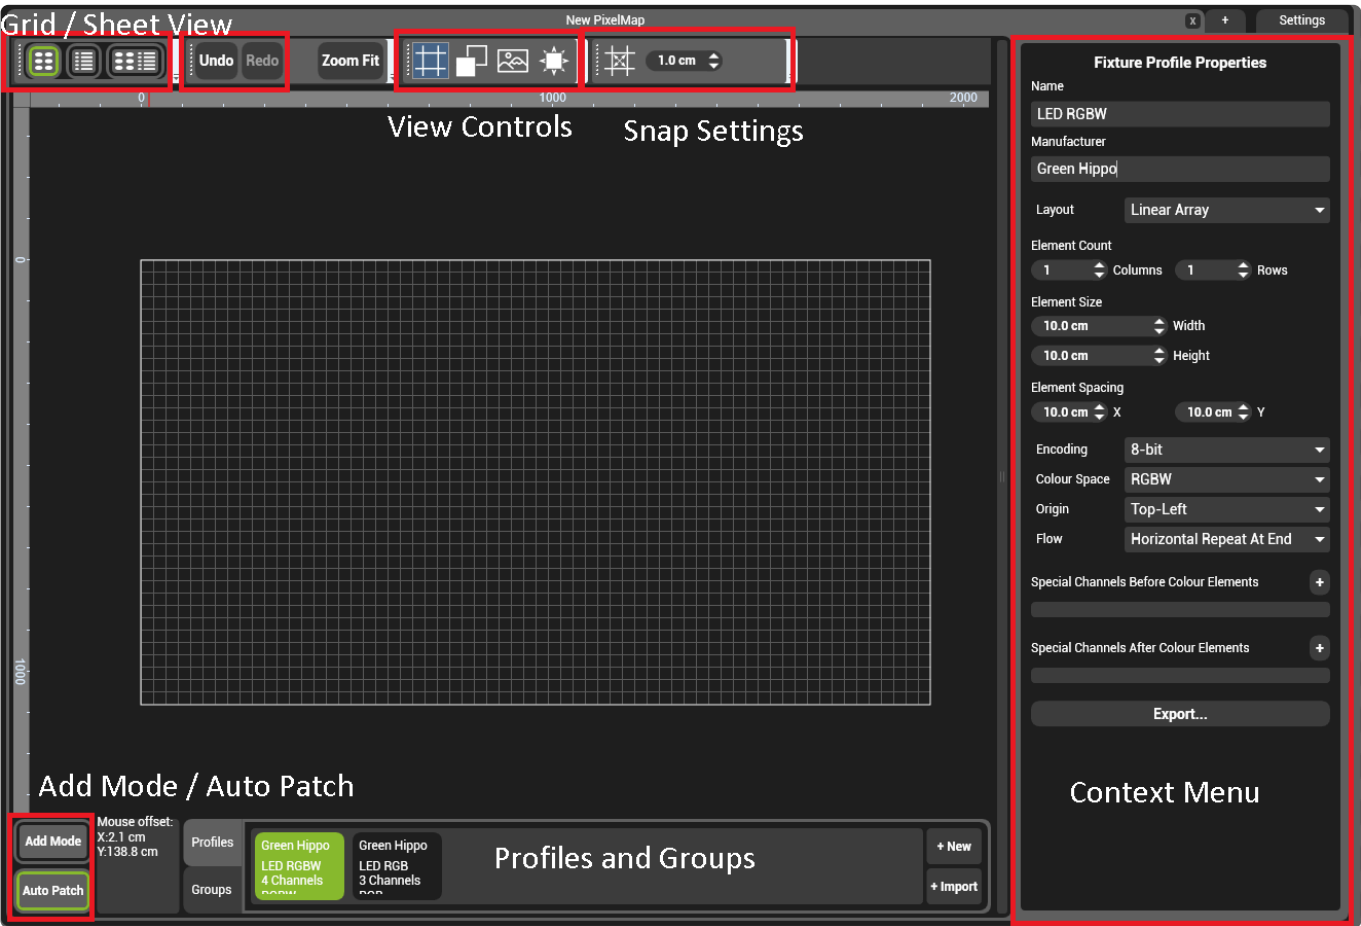 Grid / Sheet View
New PixelMap
x
+
Settings
Undo
Redo
Zoom Fit
1.0 cm
0
1000
2000
View Controls
Snap Settings
0
1000
Fixture Profile Properties
Name
LED RGBW
Manufacturer
Green Hippo
Layout
Linear Array
Element Count
1 Columns 1 Rows
Element Size
10.0 cm Width
10.0 cm Height
Element Spacing
10.0 cm X 10.0 cm Y
Encoding 8-bit
Colour Space RGBW
Origin Top-Left
Flow Horizontal Repeat At End
Special Channels Before Colour Elements +
Special Channels After Colour Elements +
Export...
Context Menu
Add Mode / Auto Patch
Add Mode
Auto Patch
Mouse offset:
X:2.1 cm
Y:138.8 cm
Profiles
Groups
Green Hippo
LED RGBW
4 Channels
RGBW
Green Hippo
LED RGB
3 Channels
RGB
Profiles and Groups
+ New
+ Import